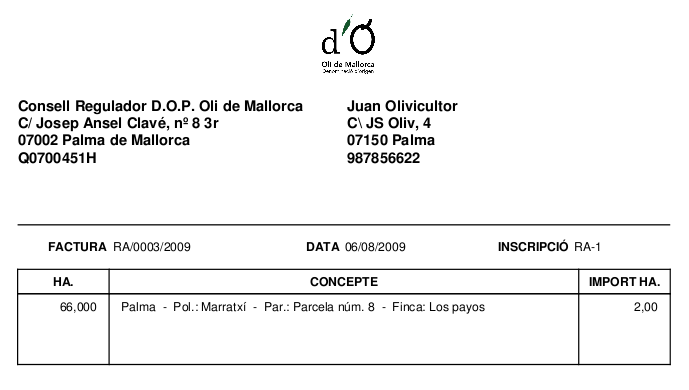 d'O
Oli de Mallorca
Denominació d'origen
Consell Regulador D.O.P. Oli de Mallorca
C/ Josep Ansel Clavé, nº 8 3r
07002 Palma de Mallorca
Q0700451H
Juan Olivicultor
C\ JS Oliv, 4
07150 Palma
987856622
FACTURA RA/0003/2009 DATA 06/08/2009 INSCRIPCIÓ RA-1
HA. CONCEPTE IMPORT HA.
66,000 Palma - Pol.: Marratxí - Par.: Parcela núm. 8 - Finca: Los payos 2,00